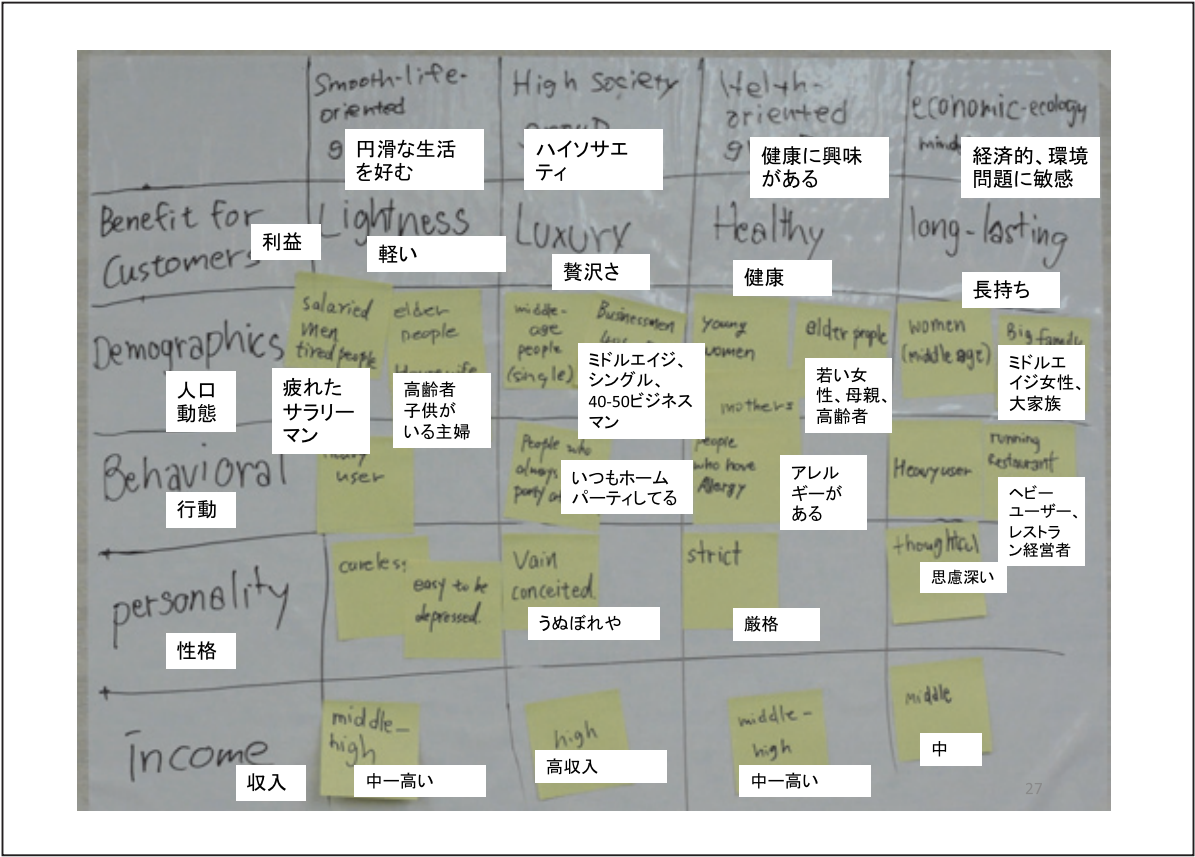 Smooth-life-
oriented
g
円滑な生活
を好む
High society
ハイソサエ
ティ
Helth-
oriented
g
健康に興味
がある
economic-ecology
mind
経済的、環境
問題に敏感
Benefit for
Customers
利益
Lightness
軽い
Luxury
贅沢さ
Healthy
健康
long-lasting
長持ち
Demographics
人口
動態
salaried
men
tired people
疲れた
サラリー
マン
elder
people
高齢者
子供が
いる主婦
middle-
age
people
(single)
Businessmen
ミドルエイジ、
シングル、
40-50ビジネス
マン
young
women
mothers
elder people
若い女
性、母親、
高齢者
women
(middle age)
Big family
ミドルエ
イジ女性、
大家族
Behavioral
行動
user
People who
always
party
いつもホーム
パーティしてる
people
who have
Allergy
アレル
ギーが
ある
Heavy user
running
Restaurant
ヘビー
ユーザー、
レストラ
ン経営者
personality
性格
careless
easy to be
depressed.
Vain
conceited.
うぬぼれや
strict
厳格
thoughtful
思慮深い
income
収入
middle-
high
中ー高い
high
高収入
middle-
high
中ー高い
middle
中
27